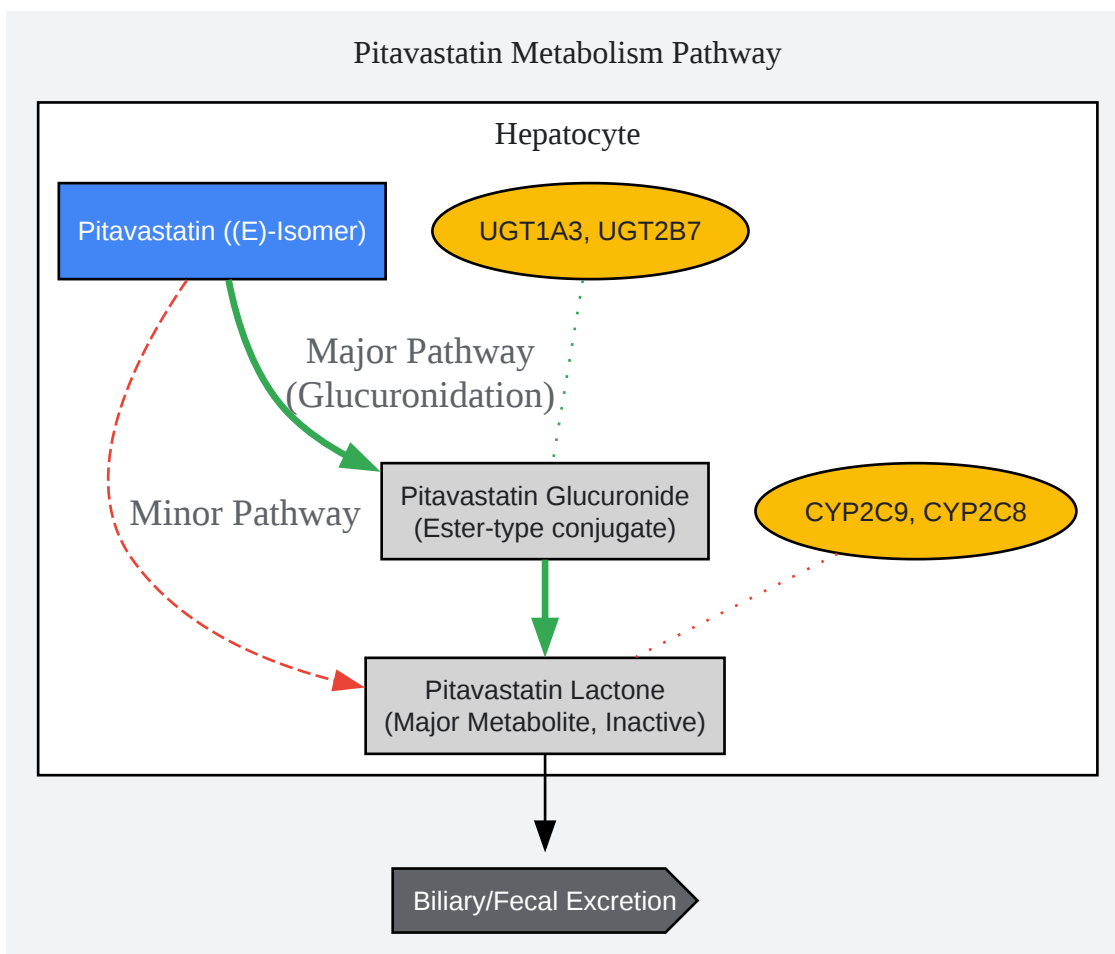 Pitavastatin Metabolism Pathway
Hepatocyte
Pitavastatin ((E)-Isomer)
UGT1A3, UGT2B7
Major Pathway
(Glucuronidation)
Pitavastatin Glucuronide
(Ester-type conjugate)
Minor Pathway
CYP2C9, CYP2C8
Pitavastatin Lactone
(Major Metabolite, Inactive)
Biliary/Fecal Excretion